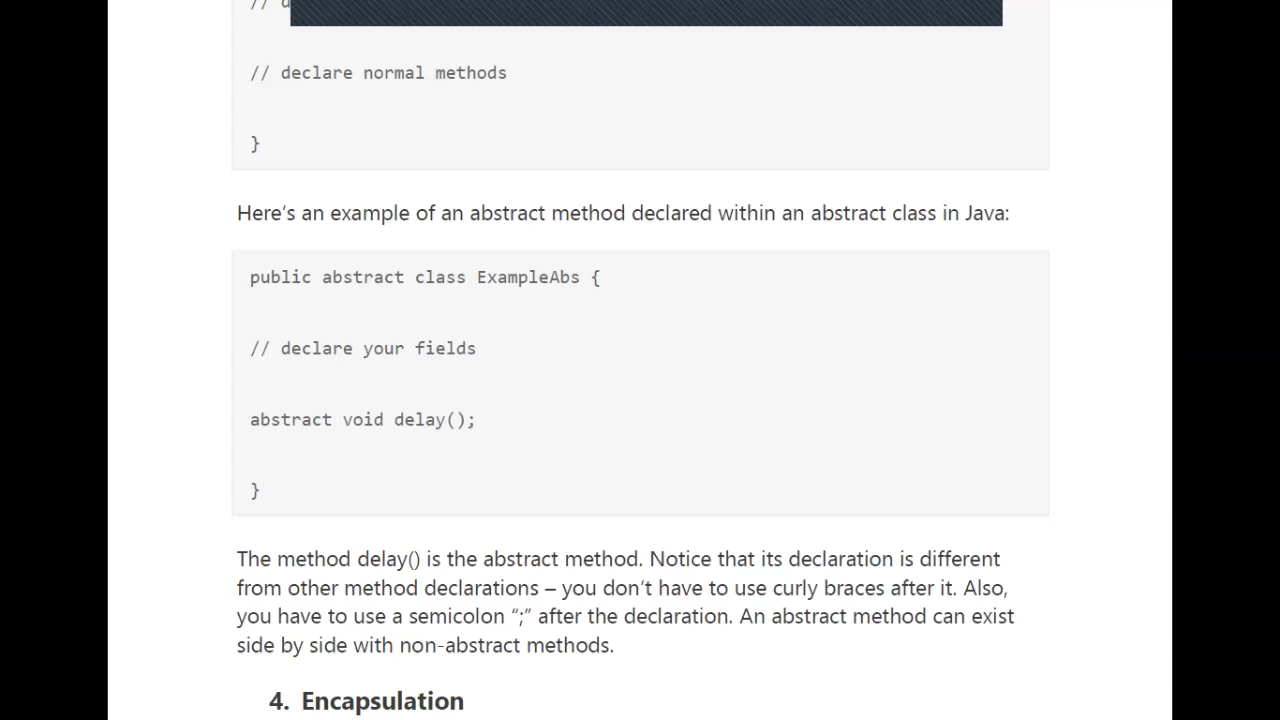 //
// declare normal methods
}
Here’s an example of an abstract method declared within an abstract class in Java:
public abstract class ExampleAbs {
// declare your fields
abstract void delay();
}
The method delay() is the abstract method. Notice that its declaration is different
from other method declarations – you don’t have to use curly braces after it. Also,
you have to use a semicolon “;” after the declaration. An abstract method can exist
side by side with non-abstract methods.
4. Encapsulation